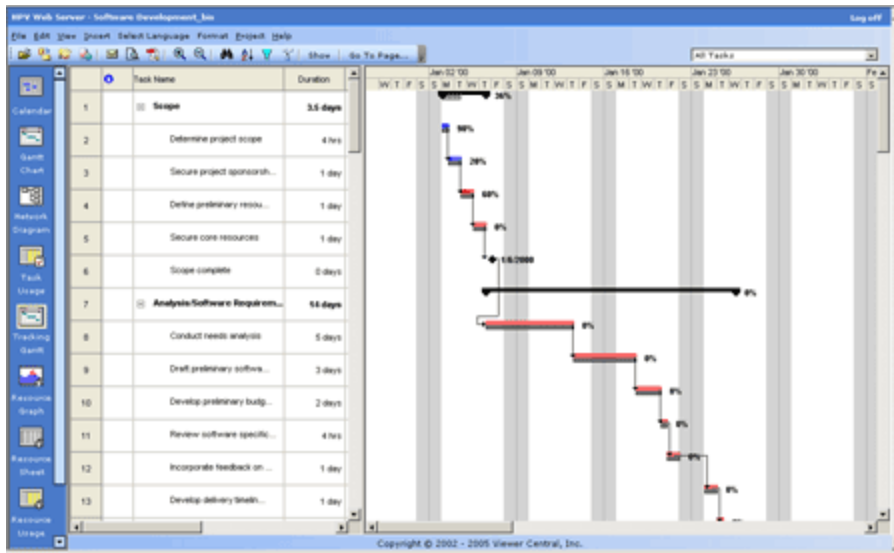 HPV Web Server - Software Development_bin Log off
File Edit View Insert Select Language Format Project Help
Show Go To Page...
All Tasks
Calendar
Gantt Chart
Network Diagram
Task Usage
Tracking Gantt
Resource Graph
Resource Sheet
Resource Usage
Task Name Duration
Jan 02 '00 Jan 09 '00 Jan 16 '00 Jan 23 '00 Jan 30 '00 Fe
W T F S S M T W T F S S M T W T F S S M T W T F S S M T W T F S S M T W T F S S
1 Scope 3.5 days
36%
2 Determine project scope 4 hrs
90%
3 Secure project sponsorsh... 1 day
20%
4 Define preliminary resou... 1 day
60%
5 Secure core resources 1 day
0%
6 Scope complete 0 days
1/6/2000
7 Analysis/Software Requirem... 14 days
0%
8 Conduct needs analysis 5 days
0%
9 Draft preliminary softwa... 3 days
0%
10 Develop preliminary budg... 2 days
0%
11 Review software specific... 4 hrs
0%
12 Incorporate feedback on ... 1 day
0%
13 Develop delivery timelin... 1 day
0%
Copyright © 2002 - 2005 Viewer Central, Inc.